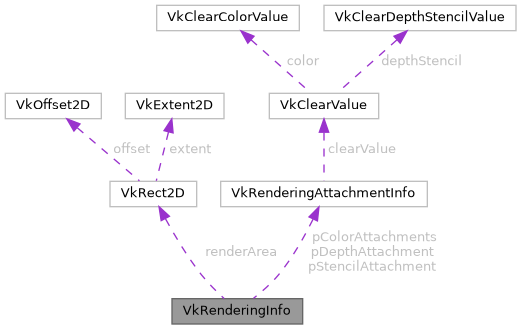 VkClearColorValue
VkClearDepthStencilValue
color
depthStencil
VkOffset2D
VkExtent2D
VkClearValue
offset
extent
clearValue
VkRect2D
VkRenderingAttachmentInfo
renderArea
pColorAttachments
pDepthAttachment
pStencilAttachment
VkRenderingInfo